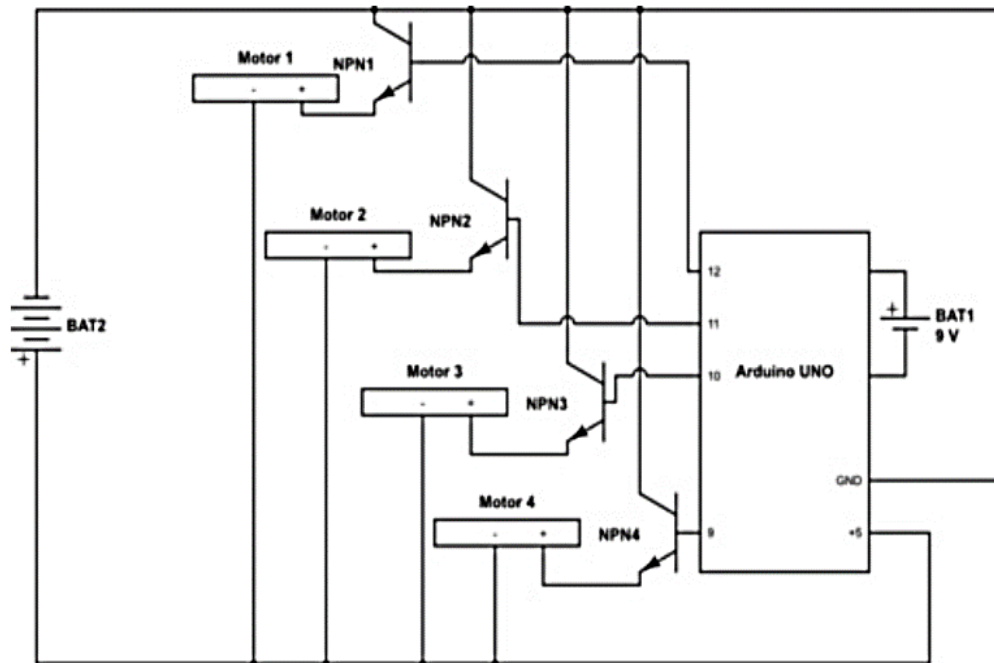 Motor 1
NPN1
- +
Motor 2
NPN2
- +
12
BAT2
+
11
+
BAT1
9 V
Motor 3
NPN3
- +
10
Arduino UNO
GND
Motor 4
NPN4
- +
9
+5